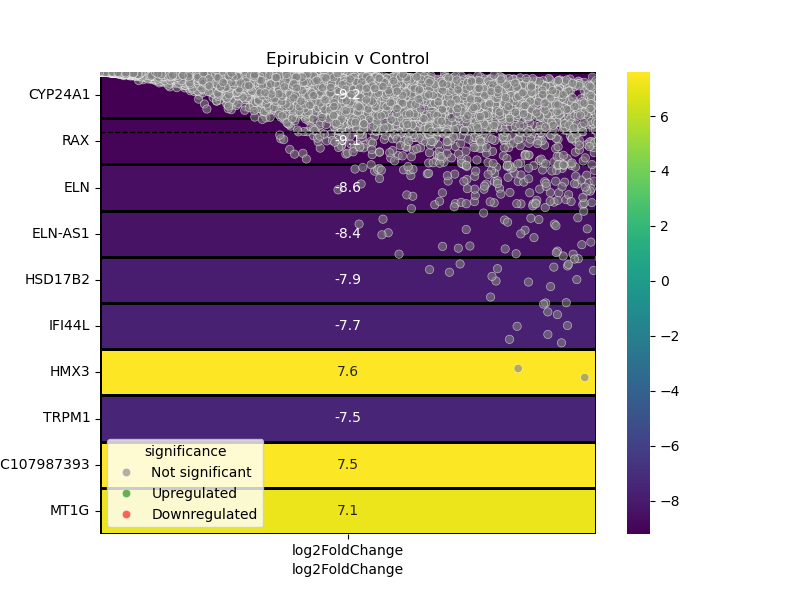 Epirubicin v Control
CYP24A1 -9.2
RAX -9.1
ELN -8.6
ELN-AS1 -8.4
HSD17B2 -7.9
IFI44L -7.7
HMX3 7.6
TRPM1 -7.5
C107987393 7.5
MT1G 7.1
significance
Not significant
Upregulated
Downregulated
log2FoldChange
log2FoldChange
6
4
2
0
−2
−4
−6
−8